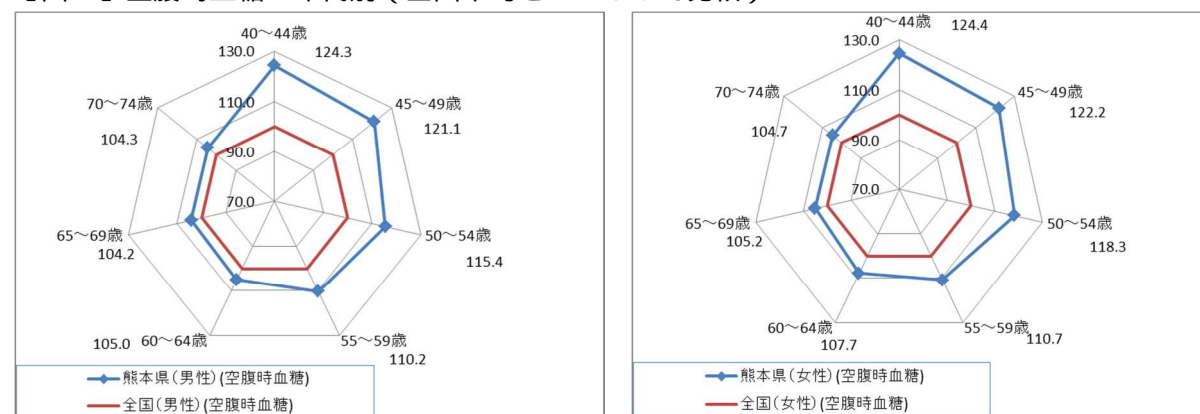 40～44歳
130.0
124.3
110.0
90.0
70.0
45～49歳
121.1
50～54歳
115.4
55～59歳
110.2
60～64歳
105.0
65～69歳
104.2
70～74歳
104.3
熊本県(男性)(空腹時血糖)
全国(男性)(空腹時血糖)
40～44歳
130.0
124.4
110.0
90.0
70.0
45～49歳
122.2
50～54歳
118.3
55～59歳
110.7
60～64歳
107.7
65～69歳
105.2
70～74歳
104.7
熊本県(女性)(空腹時血糖)
全国(女性)(空腹時血糖)